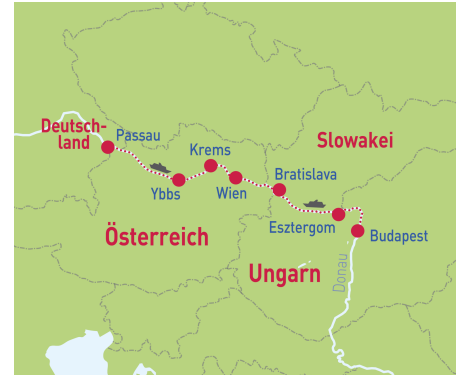 Deutsch-
land
Passau
Krems
Slowakei
Ybbs
Wien
Bratislava
Österreich
Esztergom
Budapest
Ungarn
Donau